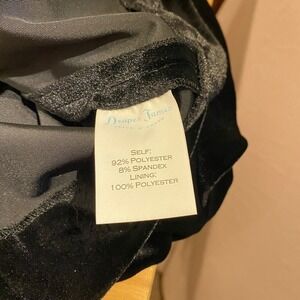 Draper James
SELF:
92% POLYESTER
8% SPANDEX
LINING:
100% POLYESTER